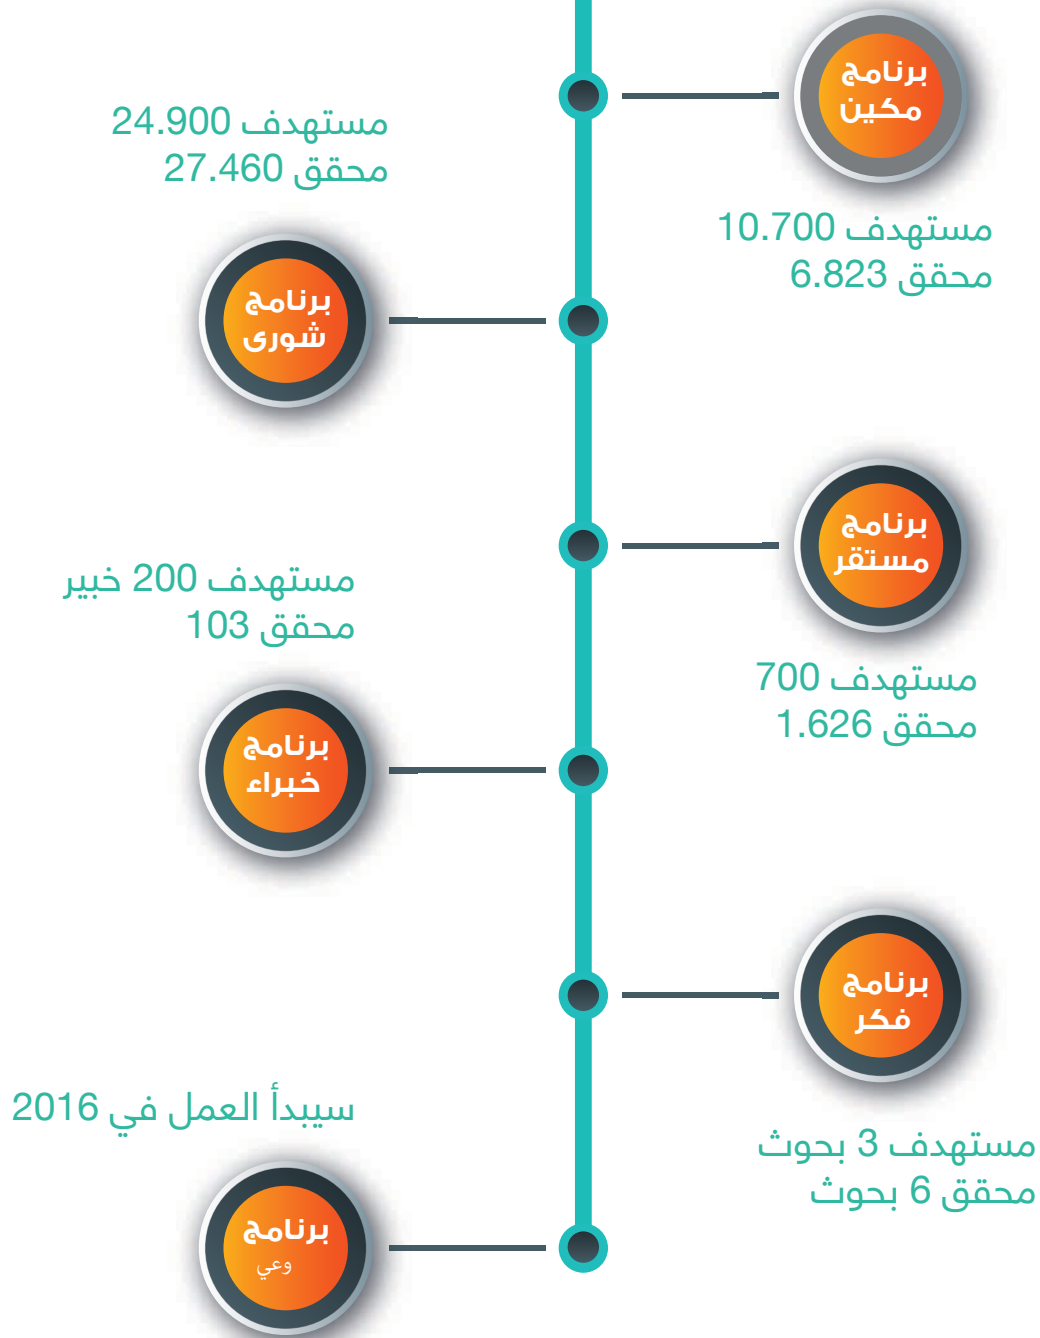 برنامج
مكين
مستهدف 10.700
محقق 6.823
مستهدف 24.900
محقق 27.460
برنامج
شورى
برنامج
مستقر
مستهدف 700
محقق 1.626
مستهدف 200 خبير
محقق 103
برنامج
خبراء
برنامج
فكر
مستهدف 3 بحوث
محقق 6 بحوث
سيبدأ العمل في 2016
برنامج
وعي